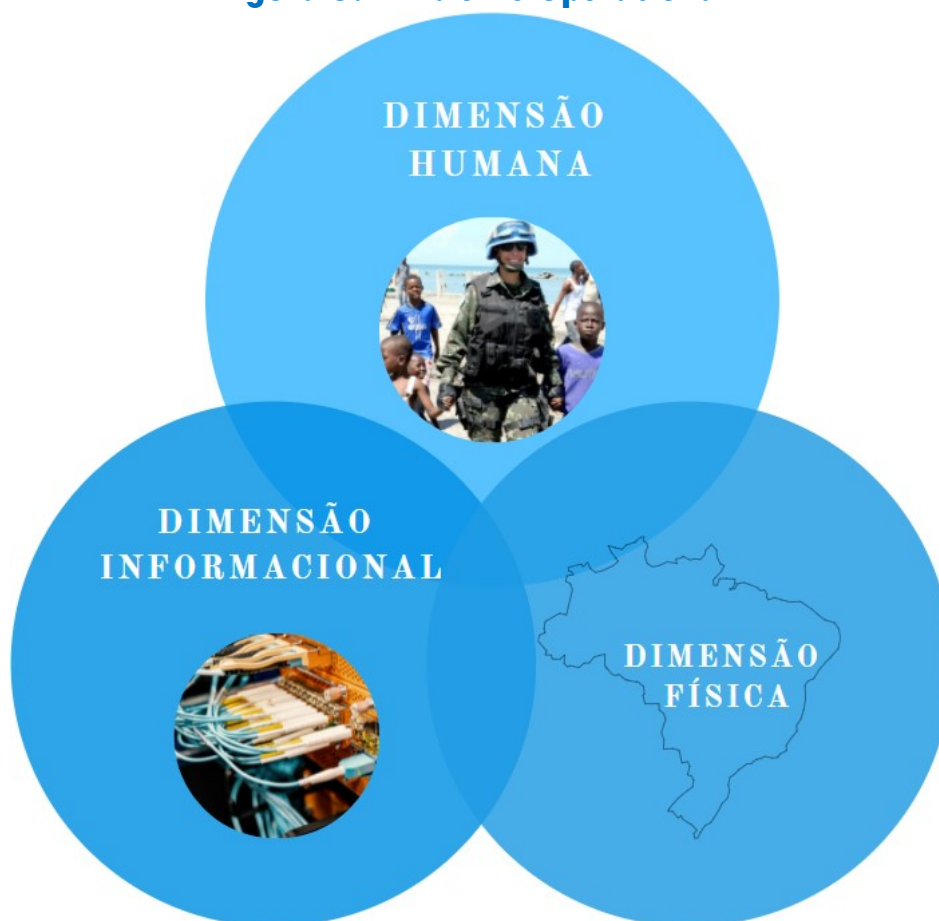 DIMENSÃO
HUMANA
DIMENSÃO
INFORMACIONAL
DIMENSÃO
FÍSICA